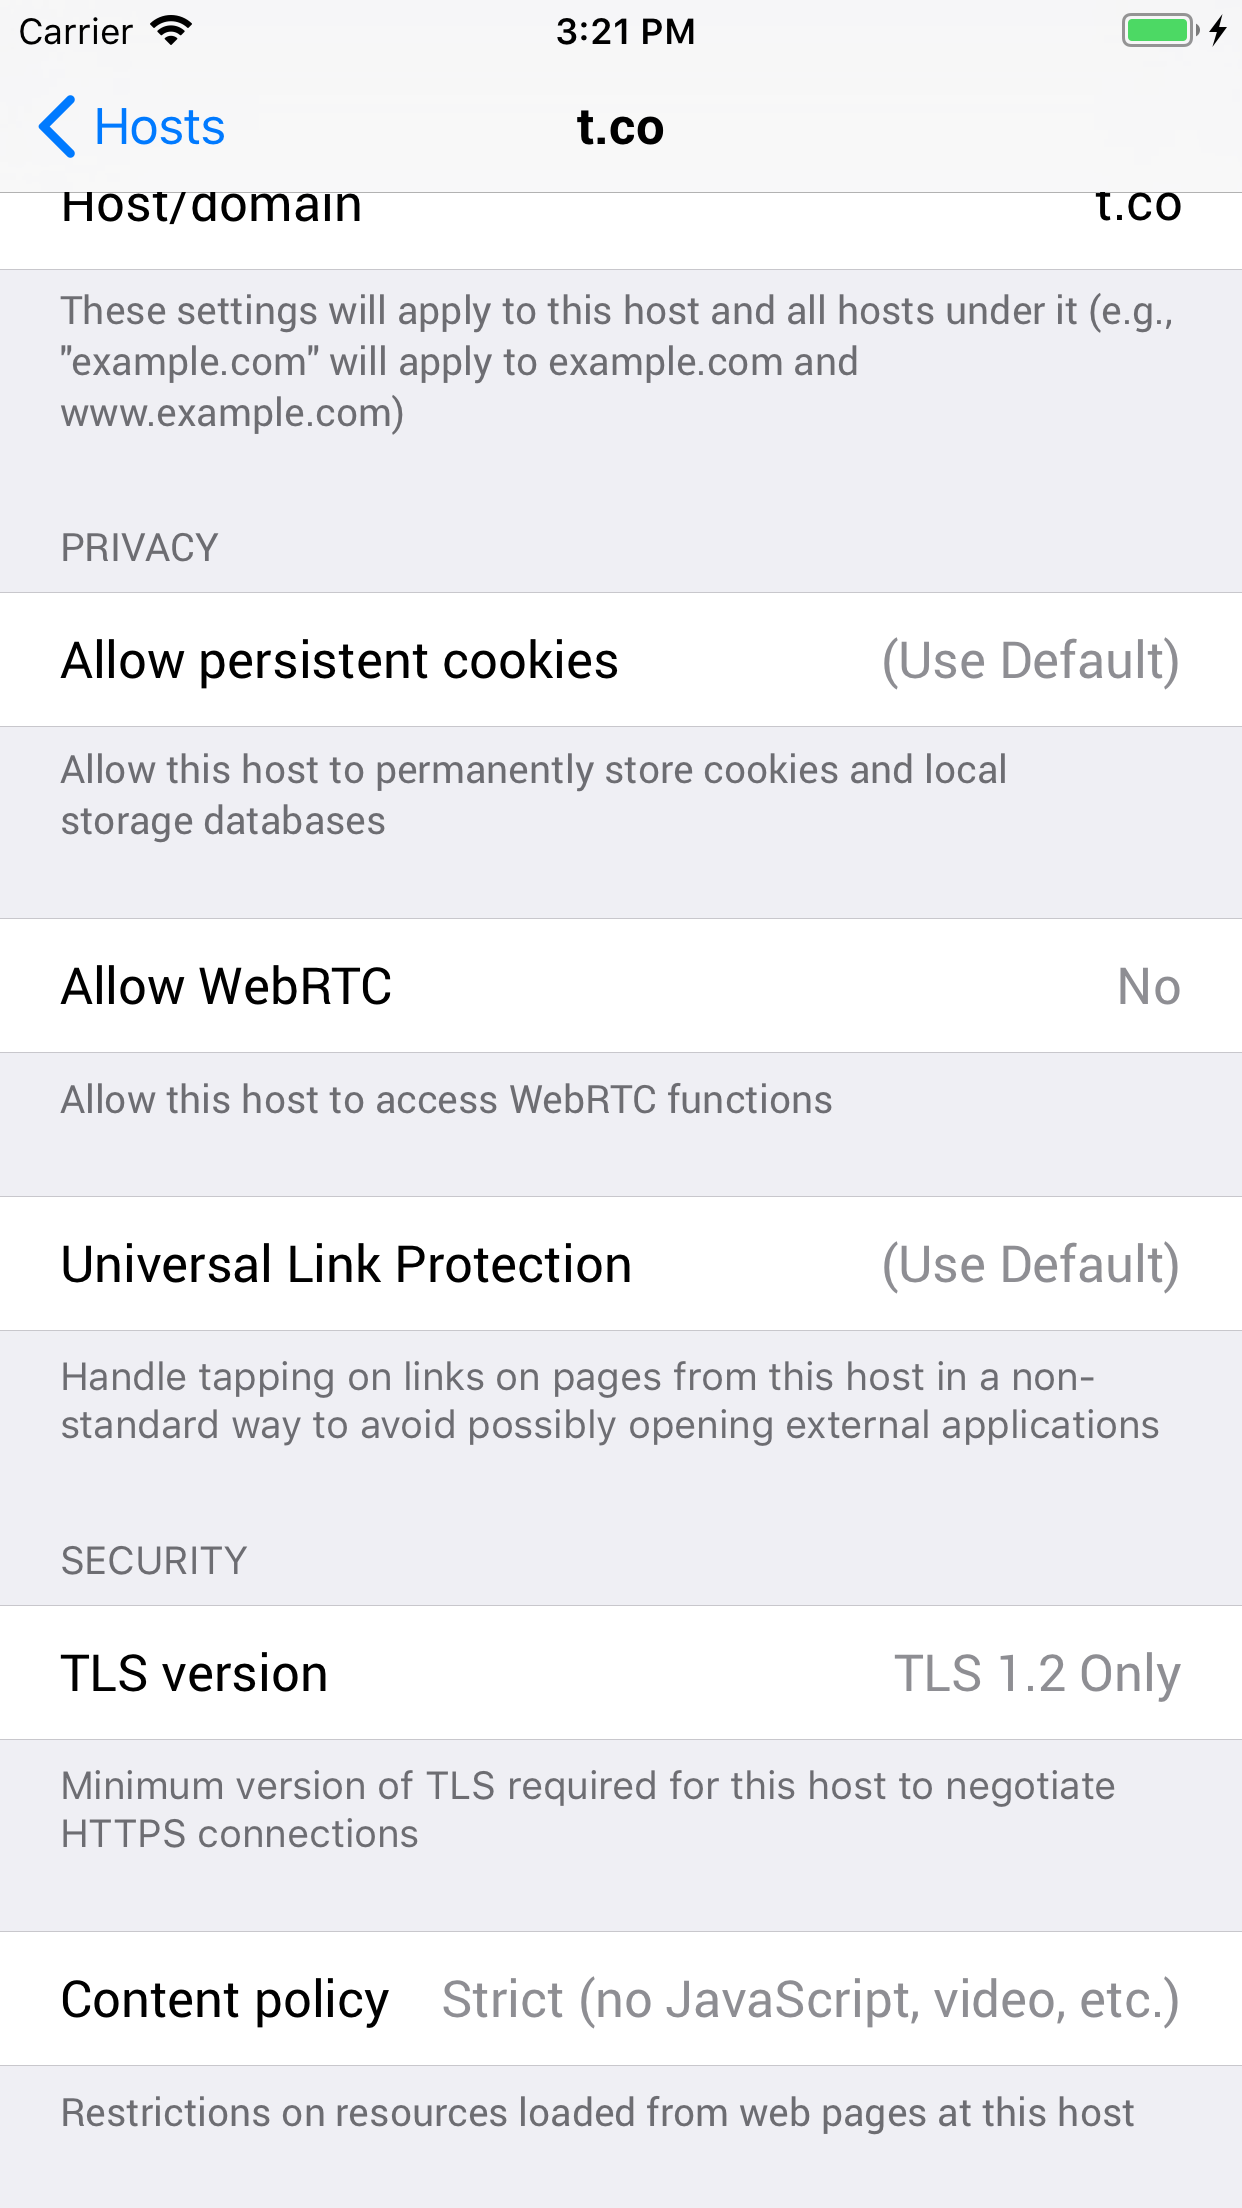 Carrier 3:21 PM
Hosts t.co
Host/domain t.co
These settings will apply to this host and all hosts under it (e.g.,
"example.com" will apply to example.com and
www.example.com)
PRIVACY
Allow persistent cookies (Use Default)
Allow this host to permanently store cookies and local
storage databases
Allow WebRTC No
Allow this host to access WebRTC functions
Universal Link Protection (Use Default)
Handle tapping on links on pages from this host in a non-
standard way to avoid possibly opening external applications
SECURITY
TLS version TLS 1.2 Only
Minimum version of TLS required for this host to negotiate
HTTPS connections
Content policy Strict (no JavaScript, video, etc.)
Restrictions on resources loaded from web pages at this host